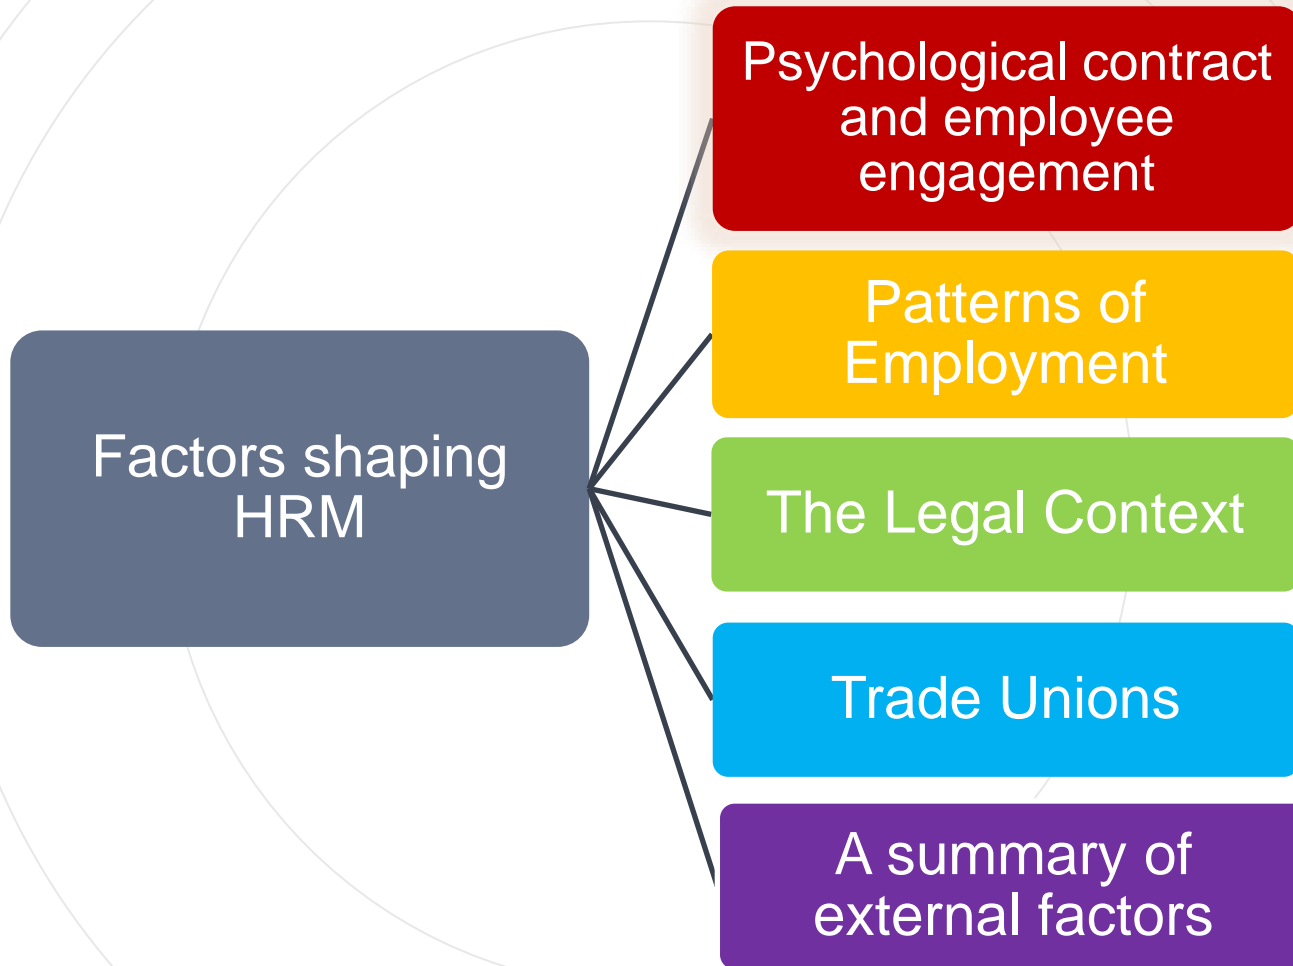 Psychological contract
and employee
engagement
Patterns of
Employment
Factors shaping
HRM
The Legal Context
Trade Unions
A summary of
external factors